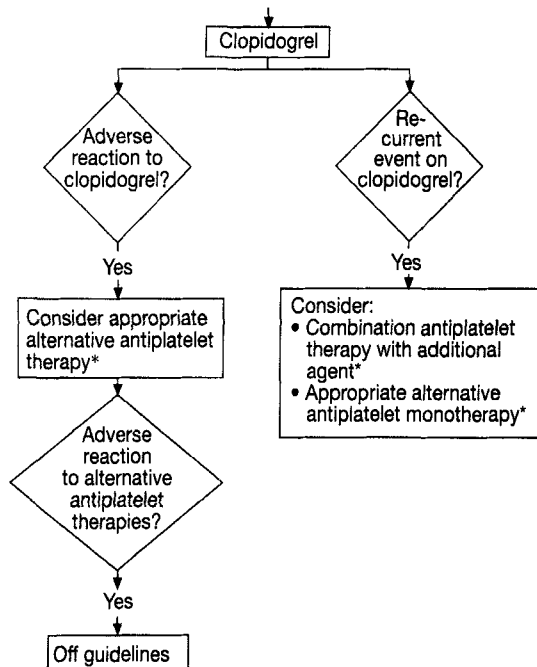 Clopidogrel
Adverse
reaction to
clopidogrel?
Yes
Consider appropriate
alternative antiplatelet
therapy*
Adverse
reaction
to alternative
antiplatelet
therapies?
Yes
Off guidelines
Re-
current
event on
clopidogrel?
Yes
Consider:
• Combination antiplatelet
therapy with additional
agent*
• Appropriate alternative
antiplatelet monotherapy*